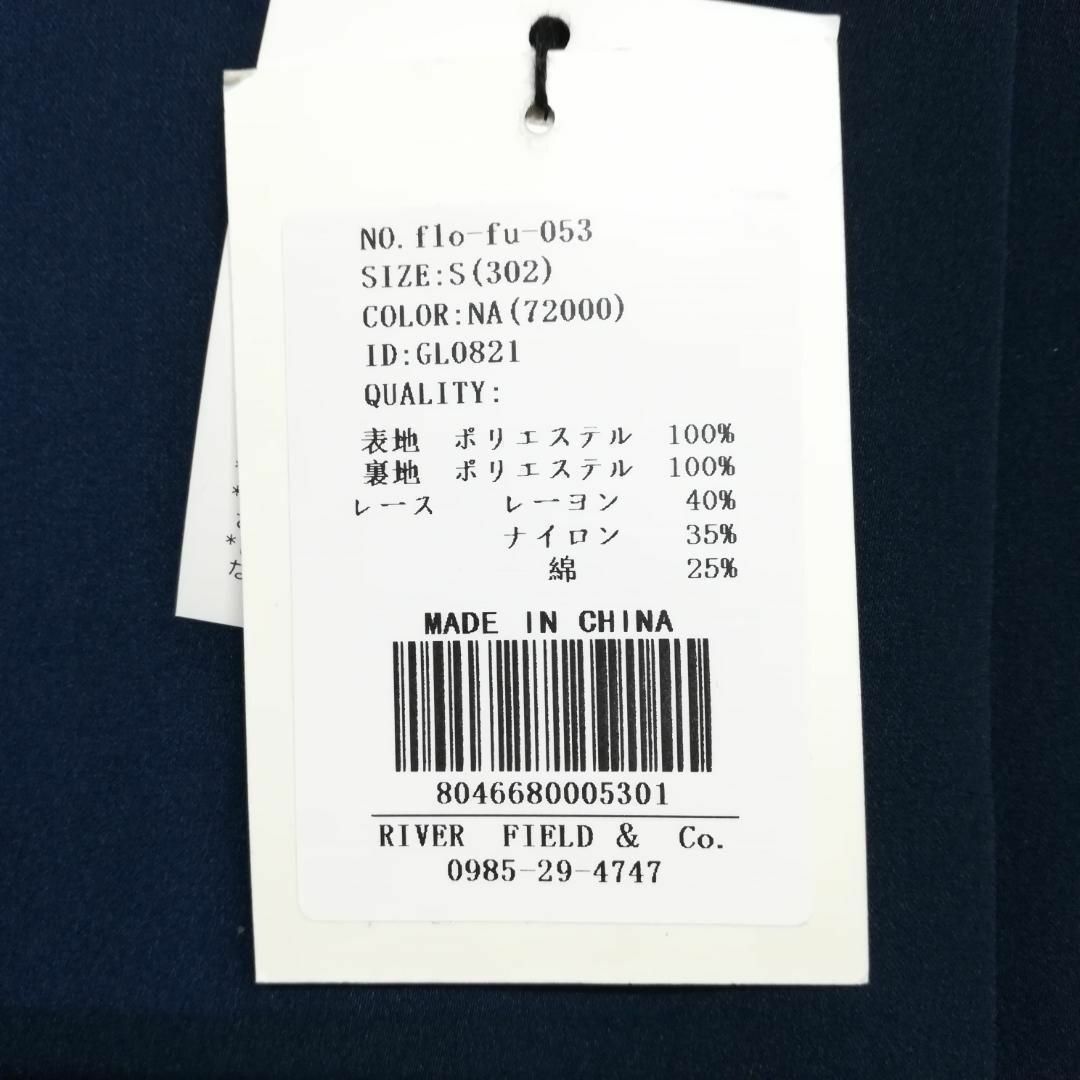 NO. flo-fu-053
SIZE:S(302)
COLOR:NA(72000)
ID:GL0821
QUALITY:
表地 ポリエステル 100%
裏地 ポリエステル 100%
レース レーヨン 40%
ナイロン 35%
綿 25%
MADE IN CHINA
8046680005301
RIVER FIELD & Co.
0985-29-4747